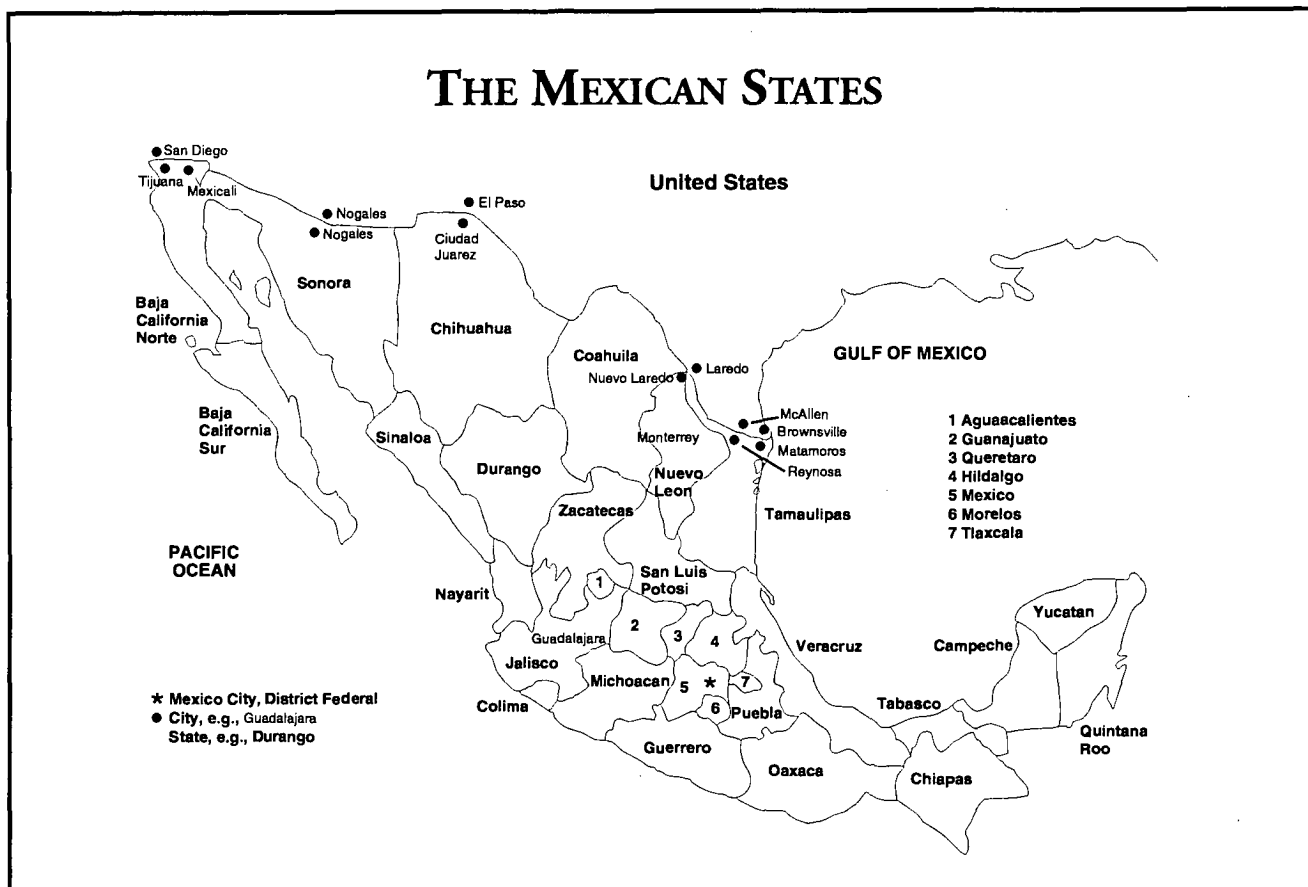 THE MEXICAN STATES
San Diego
Tijuana
Mexicali
United States
El Paso
Nogales
Nogales
Ciudad
Juarez
Sonora
Baja
California
Norte
Chihuahua
Coahuila
GULF OF MEXICO
Laredo
Nuevo Laredo
Baja
California
Sur
Sinaloa
McAllen
Brownsville
Monterrey
Matamoros
Reynosa
Durango
Nuevo
Leon
1 Aguaacalientes
2 Guanajuato
3 Queretaro
4 Hildalgo
5 Mexico
6 Morelos
7 Tlaxcala
Zacatecas
Tamaulipas
PACIFIC
OCEAN
San Luis
Potosi
Nayarit
1
2
3
4
Guadalajara
Yucatan
Campeche
Veracruz
Jalisco
Michoacan
5
*
7
6
Puebla
Colima
Tabasco
* Mexico City, District Federal
● City, e.g., Guadalajara
State, e.g., Durango
Guerrero
Quintana
Roo
Oaxaca
Chiapas